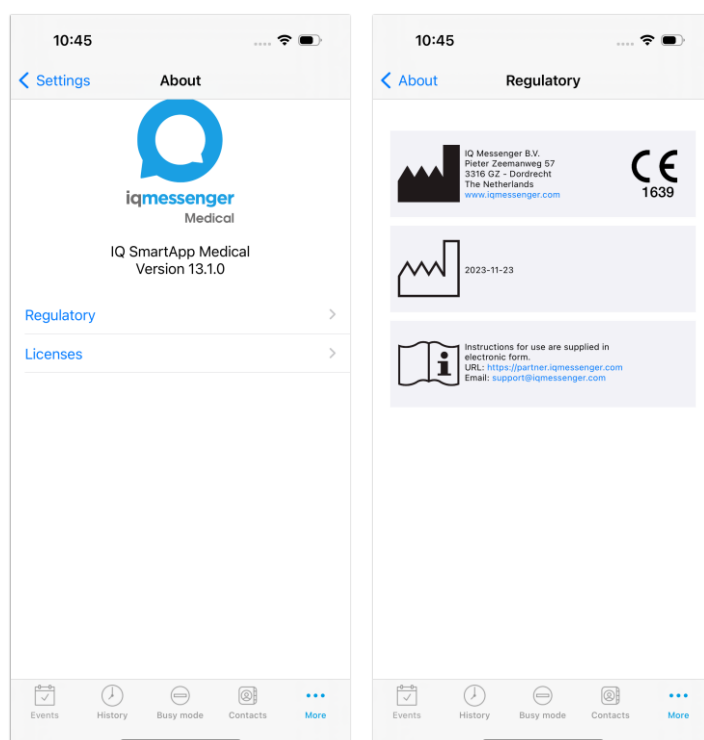 10:45
Settings
About
iqmessenger
Medical
IQ SmartApp Medical
Version 13.1.0
Regulatory
Licenses
Events
History
Busy mode
Contacts
More
10:45
About
Regulatory
IQ Messenger B.V.
Pieter Zeemanweg 57
3316 GZ - Dordrecht
The Netherlands
www.iqmessenger.com
CE
1639
2023-11-23
Instructions for use are supplied in
electronic form.
URL: https://partner.iqmessenger.com
Email: support@iqmessenger.com
Events
History
Busy mode
Contacts
More